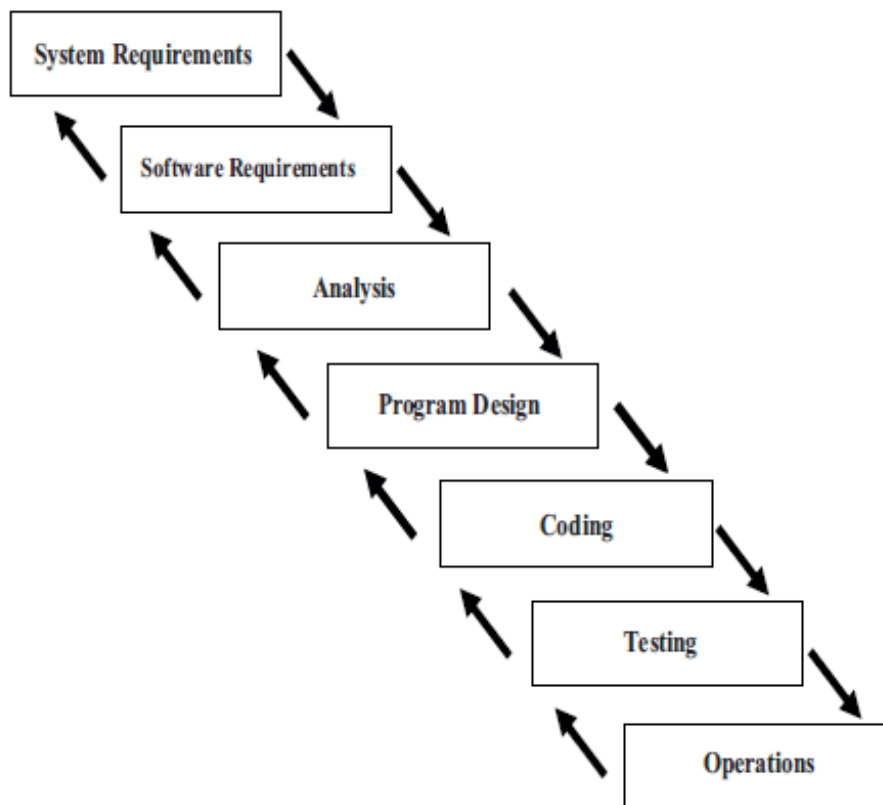 System Requirements
Software Requirements
Analysis
Program Design
Coding
Testing
Operations